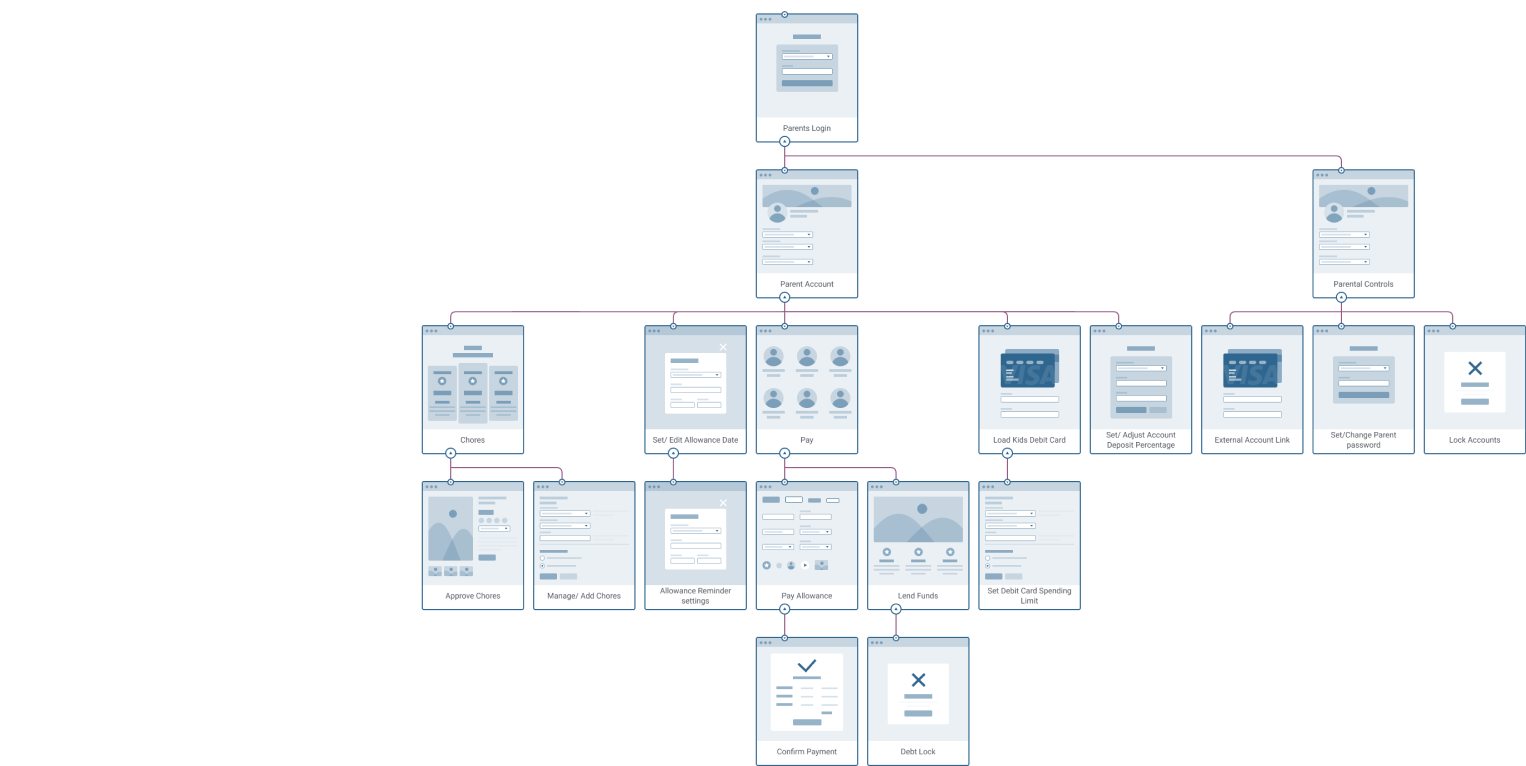 Parents Login
Parent Account
Parental Controls
Chores
Set/ Edit Allowance Date
Pay
Load Kids Debit Card
Set/ Adjust Account
Deposit Percentage
External Account Link
Set/Change Parent
password
Lock Accounts
Approve Chores
Manage/ Add Chores
Allowance Reminder
settings
Pay Allowance
Lend Funds
Set Debit Card Spending
Limit
Confirm Payment
Debt Lock